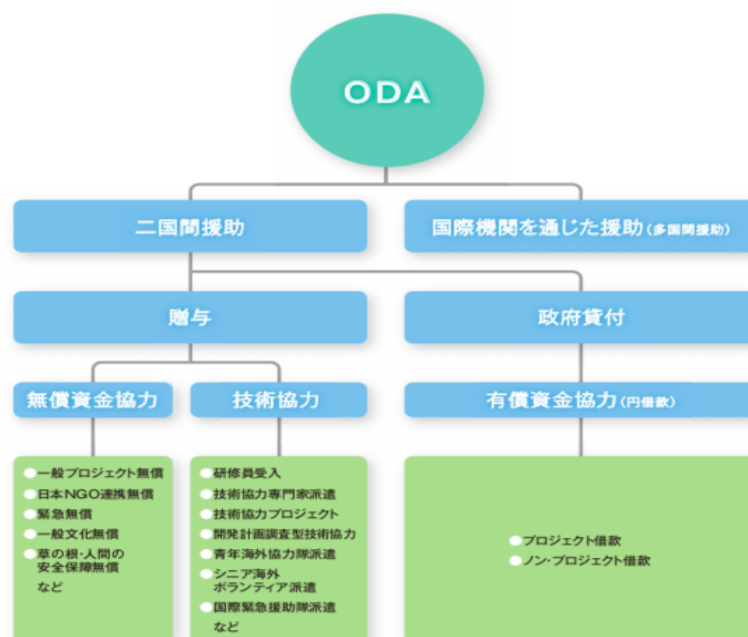 ODA
二国間援助
国際機関を通じた援助(多国間援助)
贈与
政府貸付
無償資金協力
技術協力
有償資金協力(円借款)
●一般プロジェクト無償
●日本NGO連携無償
●緊急無償
●一般文化無償
●草の根・人間の
安全保障無償
など
●研修員受入
●技術協力専門家派遣
●技術協力プロジェクト
●開発計画調査型技術協力
●青年海外協力隊派遣
●シニア海外
ボランティア派遣
●国際緊急援助隊派遣
など
●プロジェクト借款
●ノン・プロジェクト借款